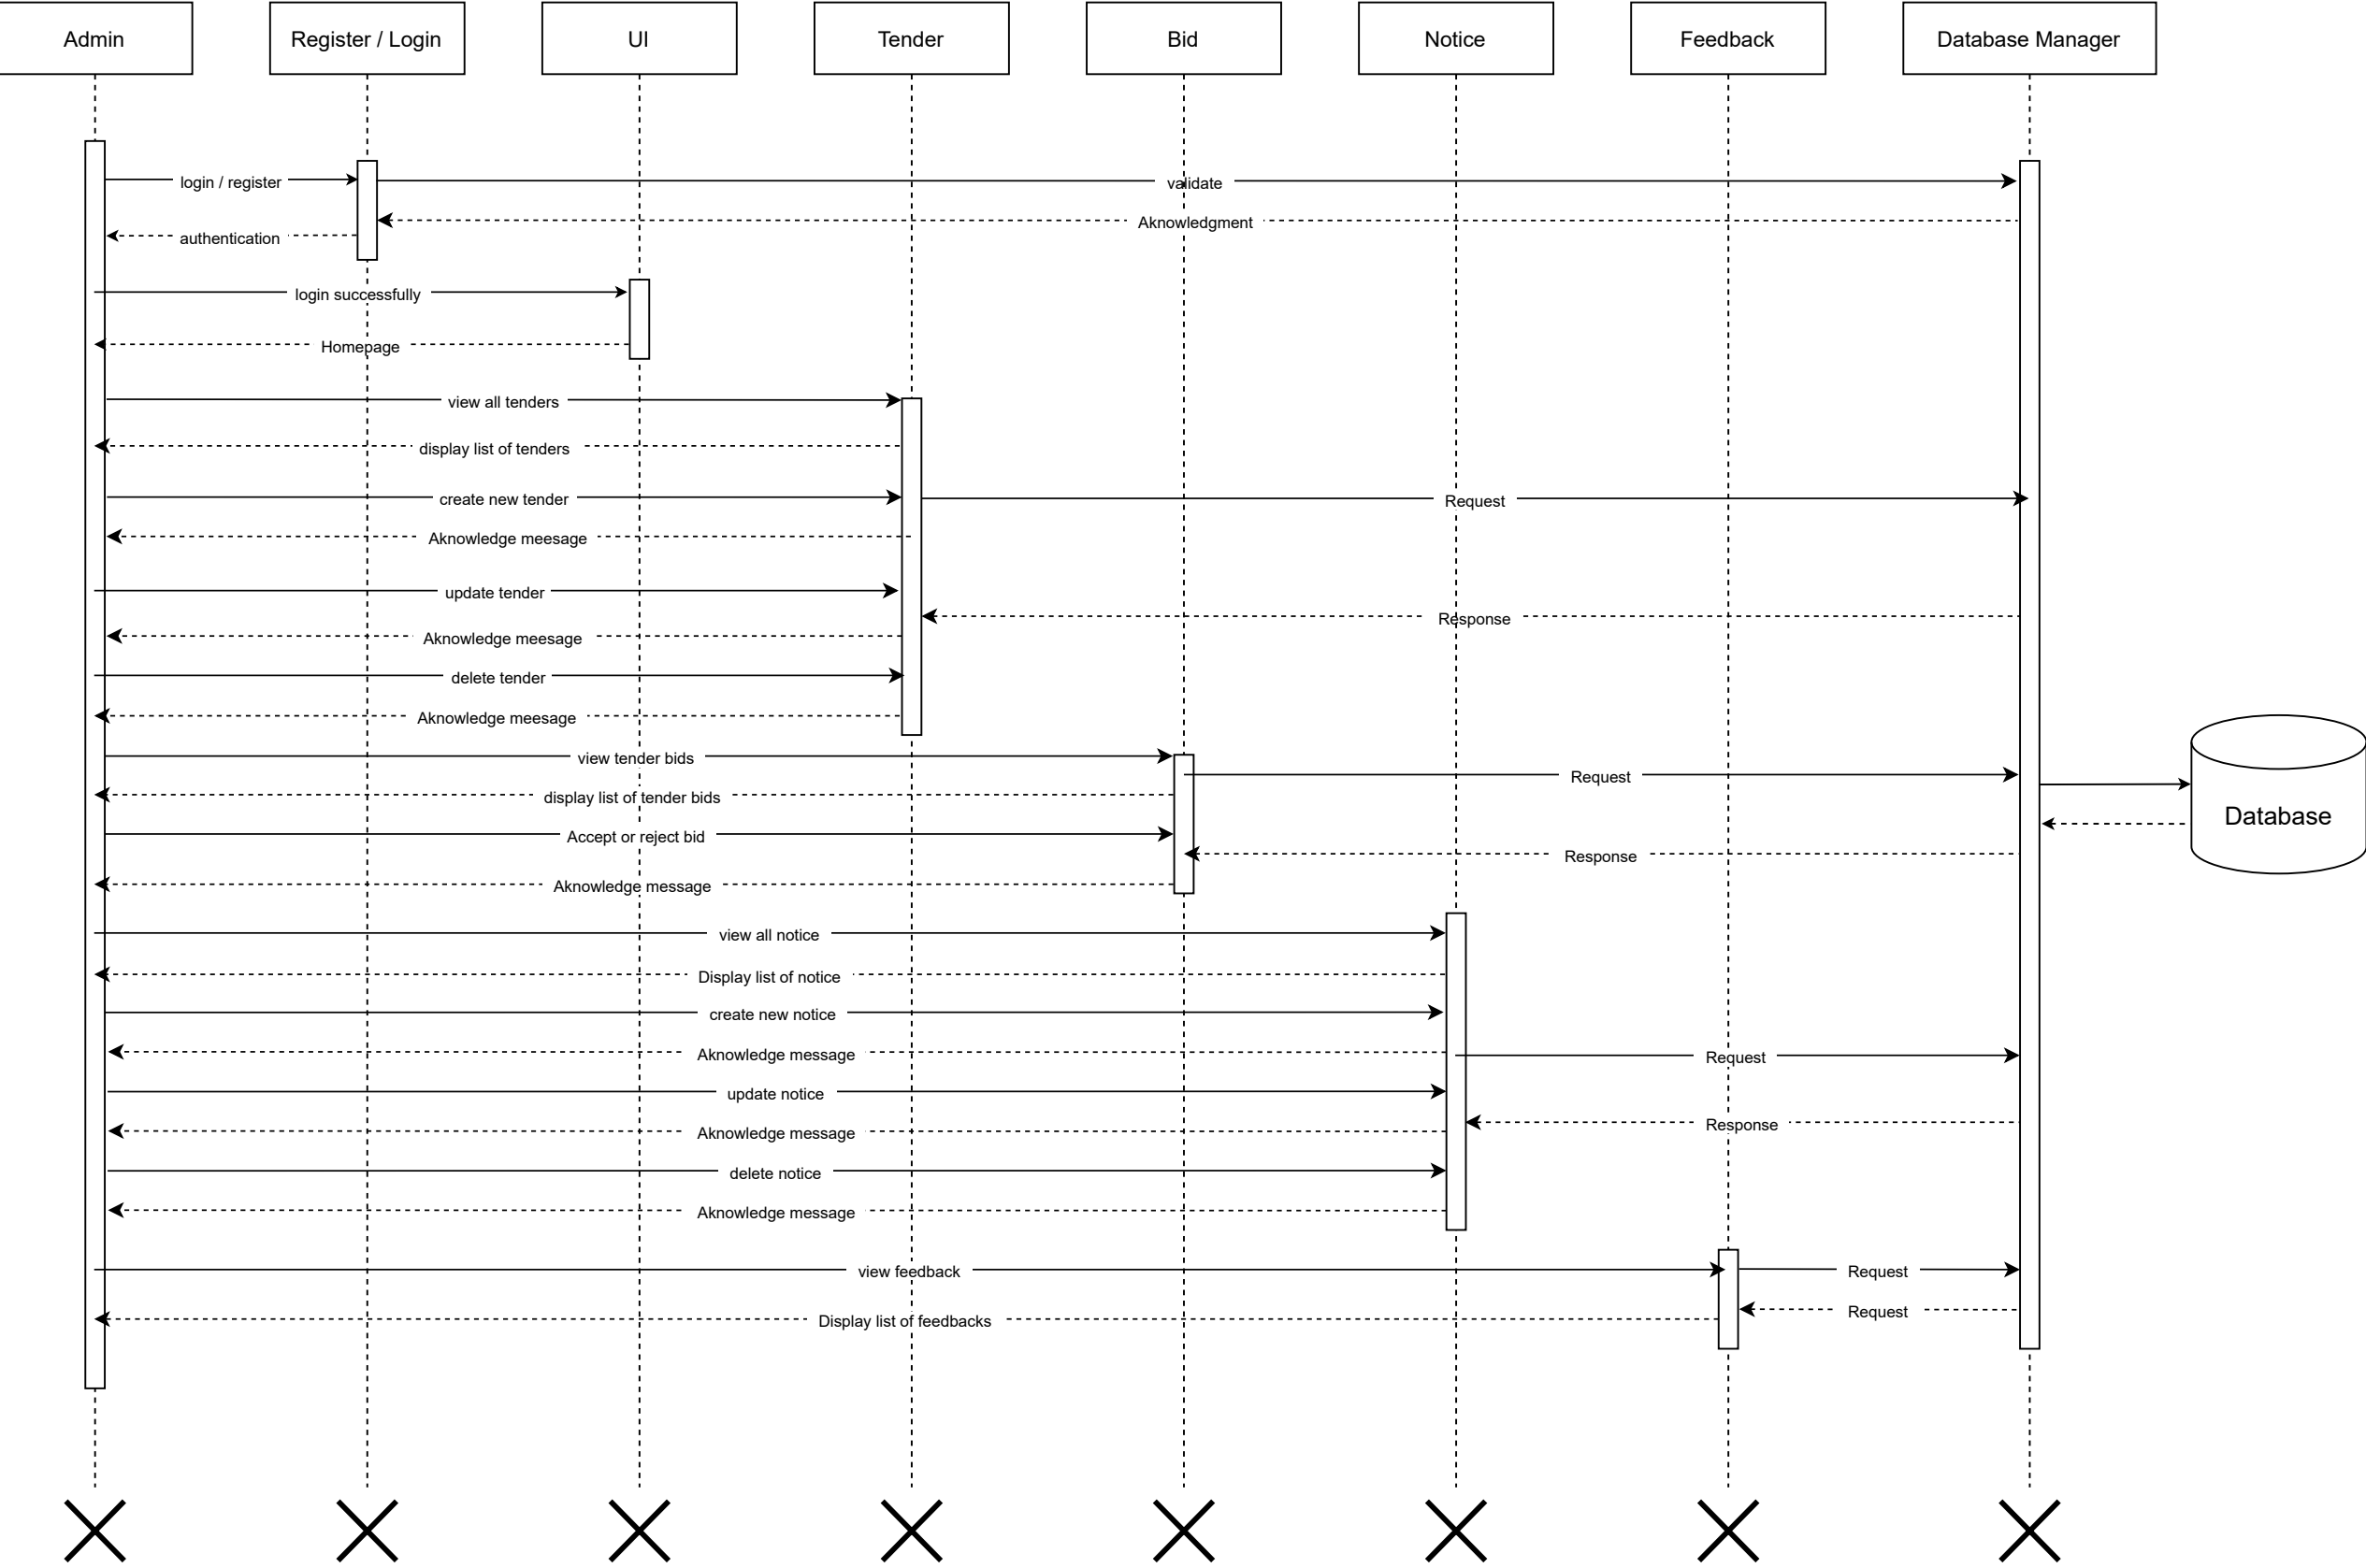 Admin
Register / Login
UI
Tender
Bid
Notice
Feedback
Database Manager
login / register
validate
Aknowledgment
authentication
login successfully
Homepage
view all tenders
display list of tenders
create new tender
Request
Aknowledge meesage
update tender
Response
Aknowledge meesage
delete tender
Aknowledge meesage
view tender bids
Request
display list of tender bids
Database
Accept or reject bid
Response
Aknowledge message
view all notice
Display list of notice
create new notice
Aknowledge message
Request
update notice
Response
Aknowledge message
delete notice
Aknowledge message
view feedback
Request
Request
Display list of feedbacks